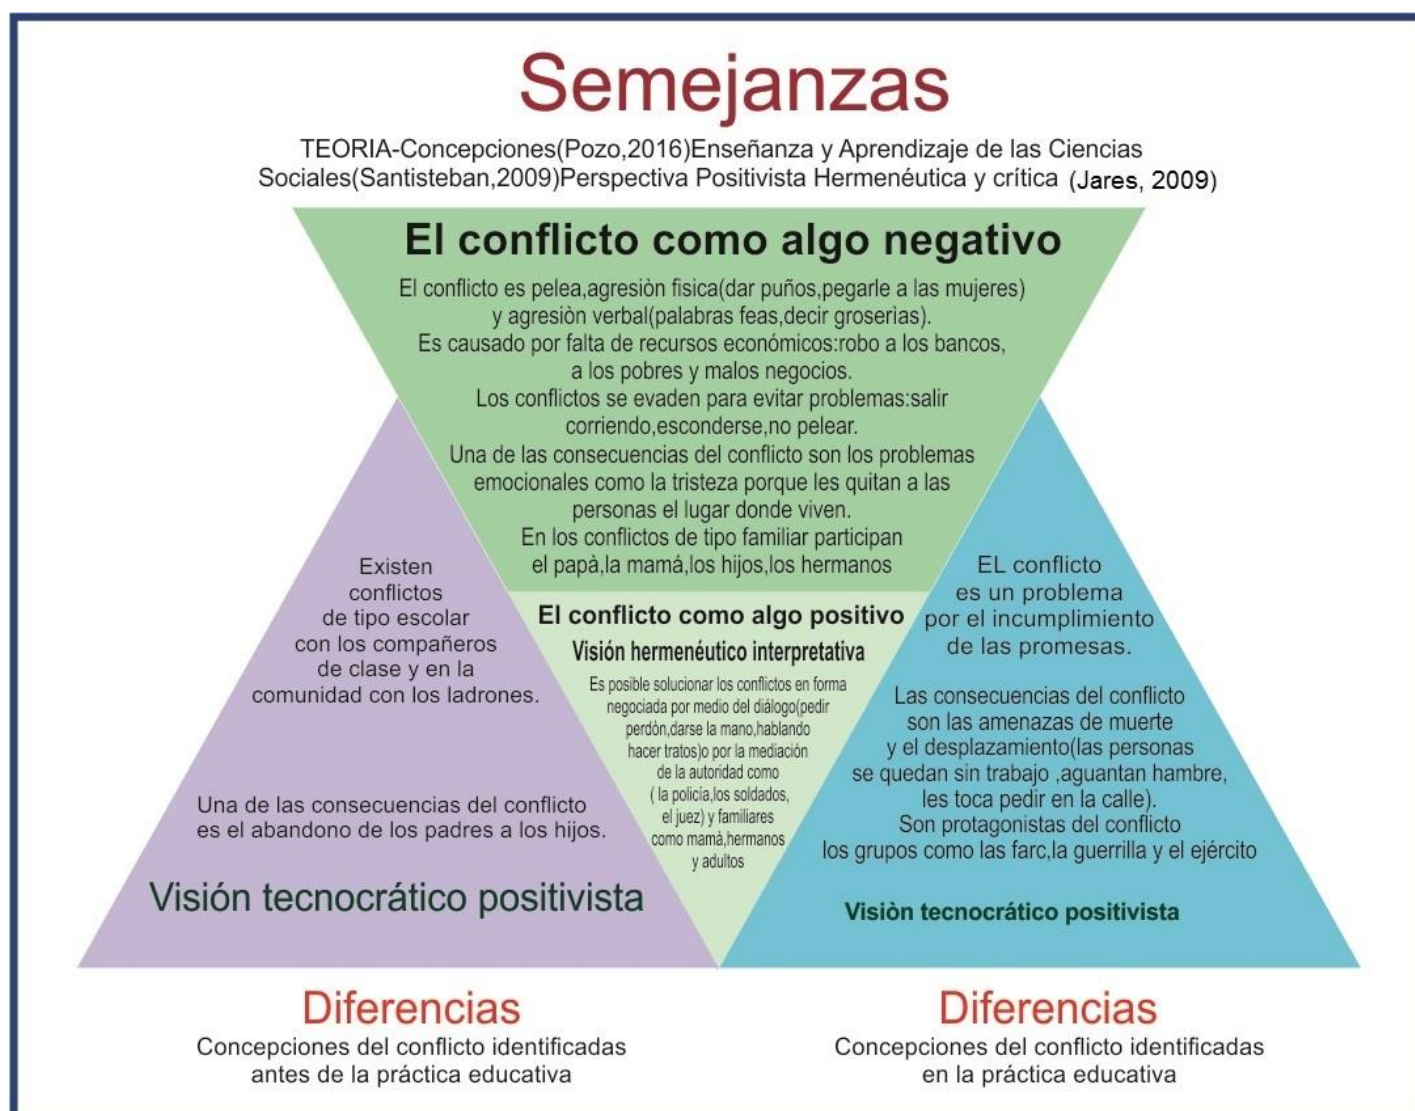 Semejanzas
TEORIA-Concepciones(Pozo,2016)Enseñanza y Aprendizaje de las Ciencias
Sociales(Santisteban,2009)Perspectiva Positivista Hermenéutica y crítica (Jares, 2009)
El conflicto como algo negativo
El conflicto es pelea,agresiòn fisica(dar puños,pegarle a las mujeres)
y agresiòn verbal(palabras feas,decir groserìas).
Es causado por falta de recursos económicos:robo a los bancos,
a los pobres y malos negocios.
Los conflictos se evaden para evitar problemas:salir
corriendo,esconderse,no pelear.
Una de las consecuencias del conflicto son los problemas
emocionales como la tristeza porque les quitan a las
personas el lugar donde viven.
En los conflictos de tipo familiar participan
el papà,la mamá,los hijos,los hermanos
El conflicto como algo positivo
Visión hermenéutico interpretativa
Es posible solucionar los conflictos en forma
negociada por medio del diálogo(pedir
perdòn,darse la mano,hablando
hacer tratos)o por la mediación
de la autoridad como
( la policía,los soldados,
el juez) y familiares
como mamá,hermanos
y adultos
Existen
conflictos
de tipo escolar
con los compañeros
de clase y en la
comunidad con los ladrones.
Una de las consecuencias del conflicto
es el abandono de los padres a los hijos.
Visión tecnocrático positivista
EL conflicto
es un problema
por el incumplimiento
de las promesas.
Las consecuencias del conflicto
son las amenazas de muerte
y el desplazamiento(las personas
se quedan sin trabajo ,aguantan hambre,
les toca pedir en la calle).
Son protagonistas del conflicto
los grupos como las farc,la guerrilla y el ejército
Visiòn tecnocrático positivista
Diferencias
Concepciones del conflicto identificadas
antes de la práctica educativa
Diferencias
Concepciones del conflicto identificadas
en la práctica educativa